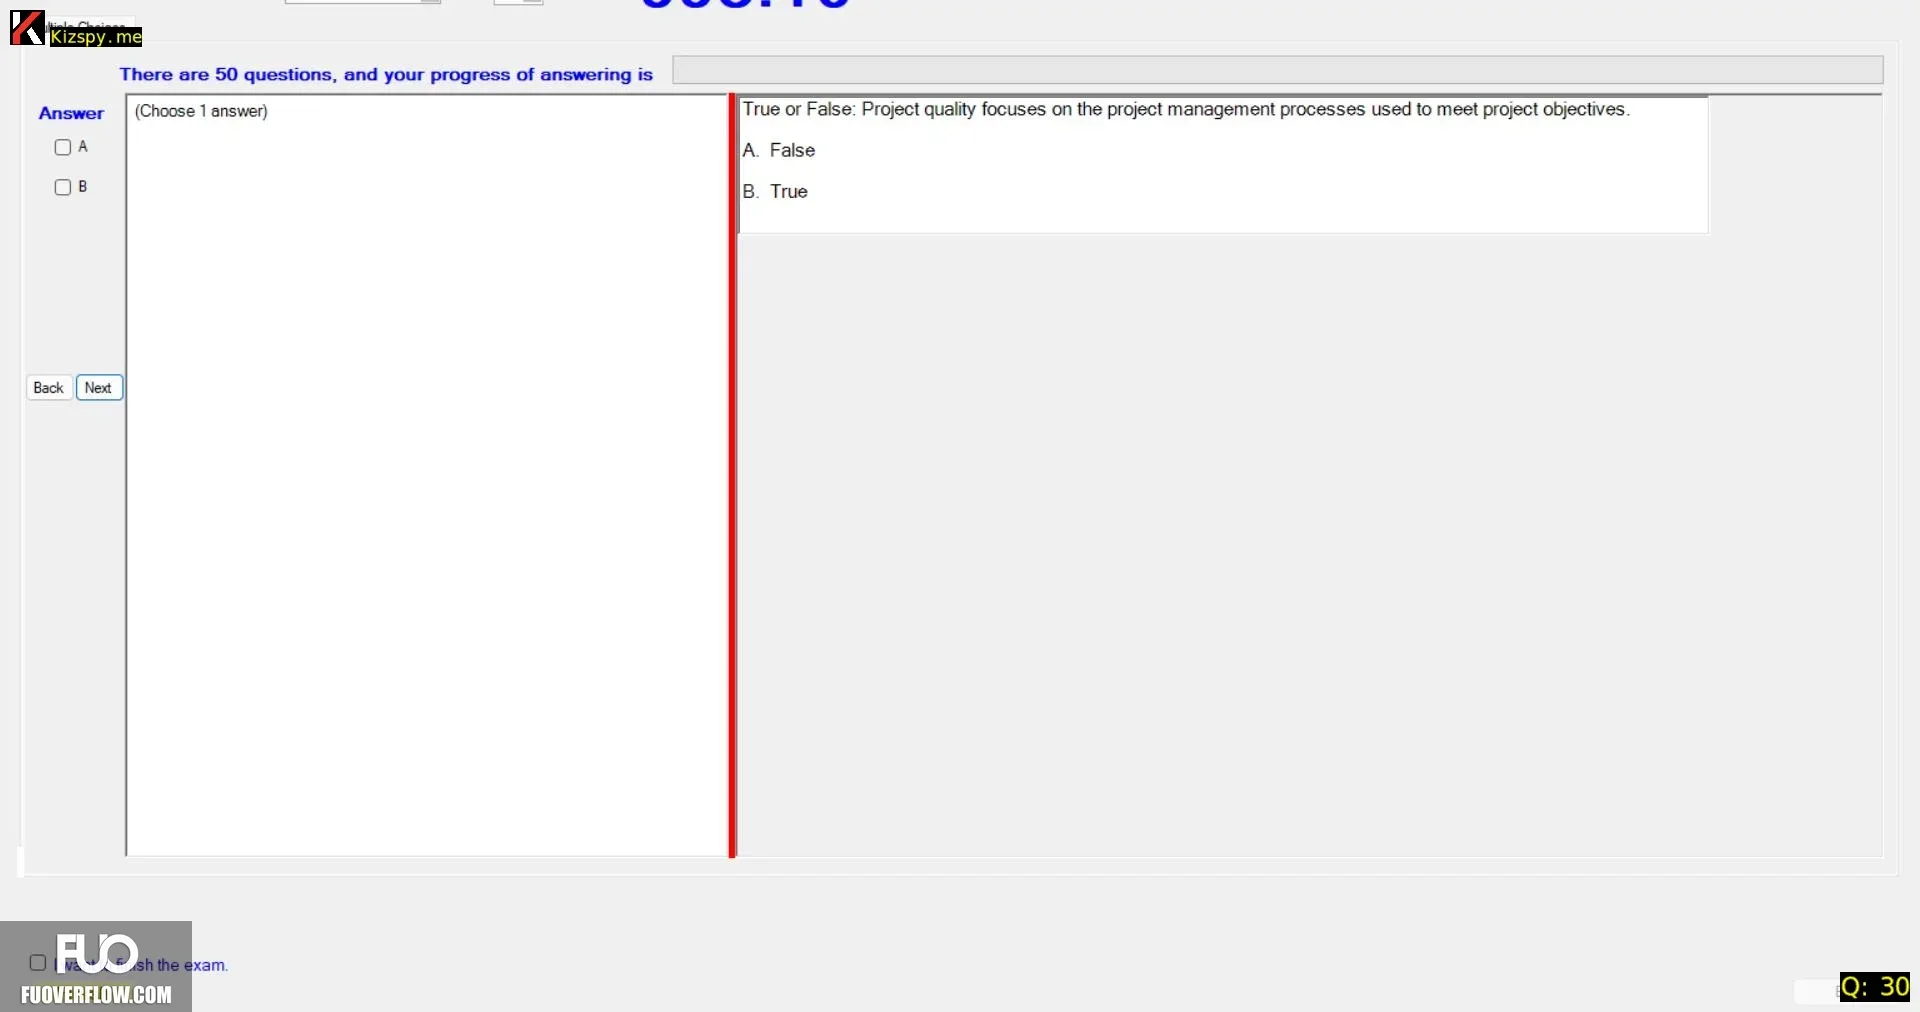 Kizspy.me
There are 50 questions, and your progress of answering is
Answer
(Choose 1 answer)
A
B
True or False: Project quality focuses on the project management processes used to meet project objectives.
A. False
B. True
Back Next
FUO
exam.
FUOVERFLOW.COM
Q: 30